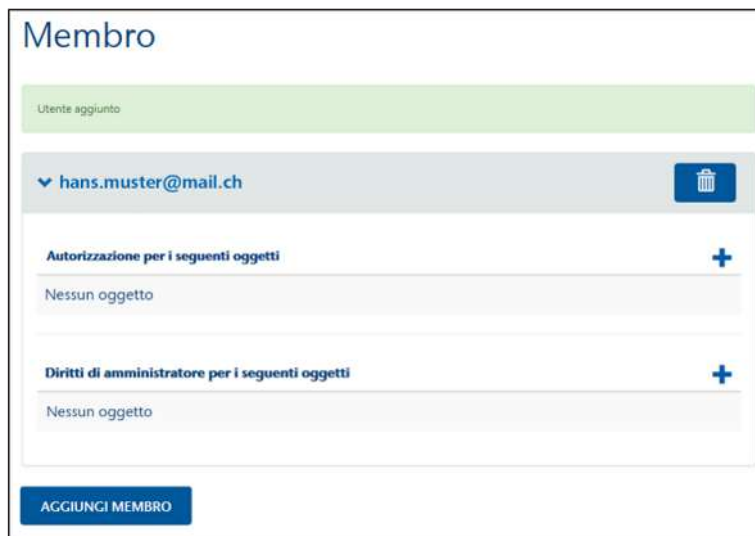 Membro
Utente aggiunto
hans.muster@mail.ch
Autorizzazione per i seguenti oggetti
Nessun oggetto
Diritti di amministratore per i seguenti oggetti
Nessun oggetto
AGGIUNGI MEMBRO